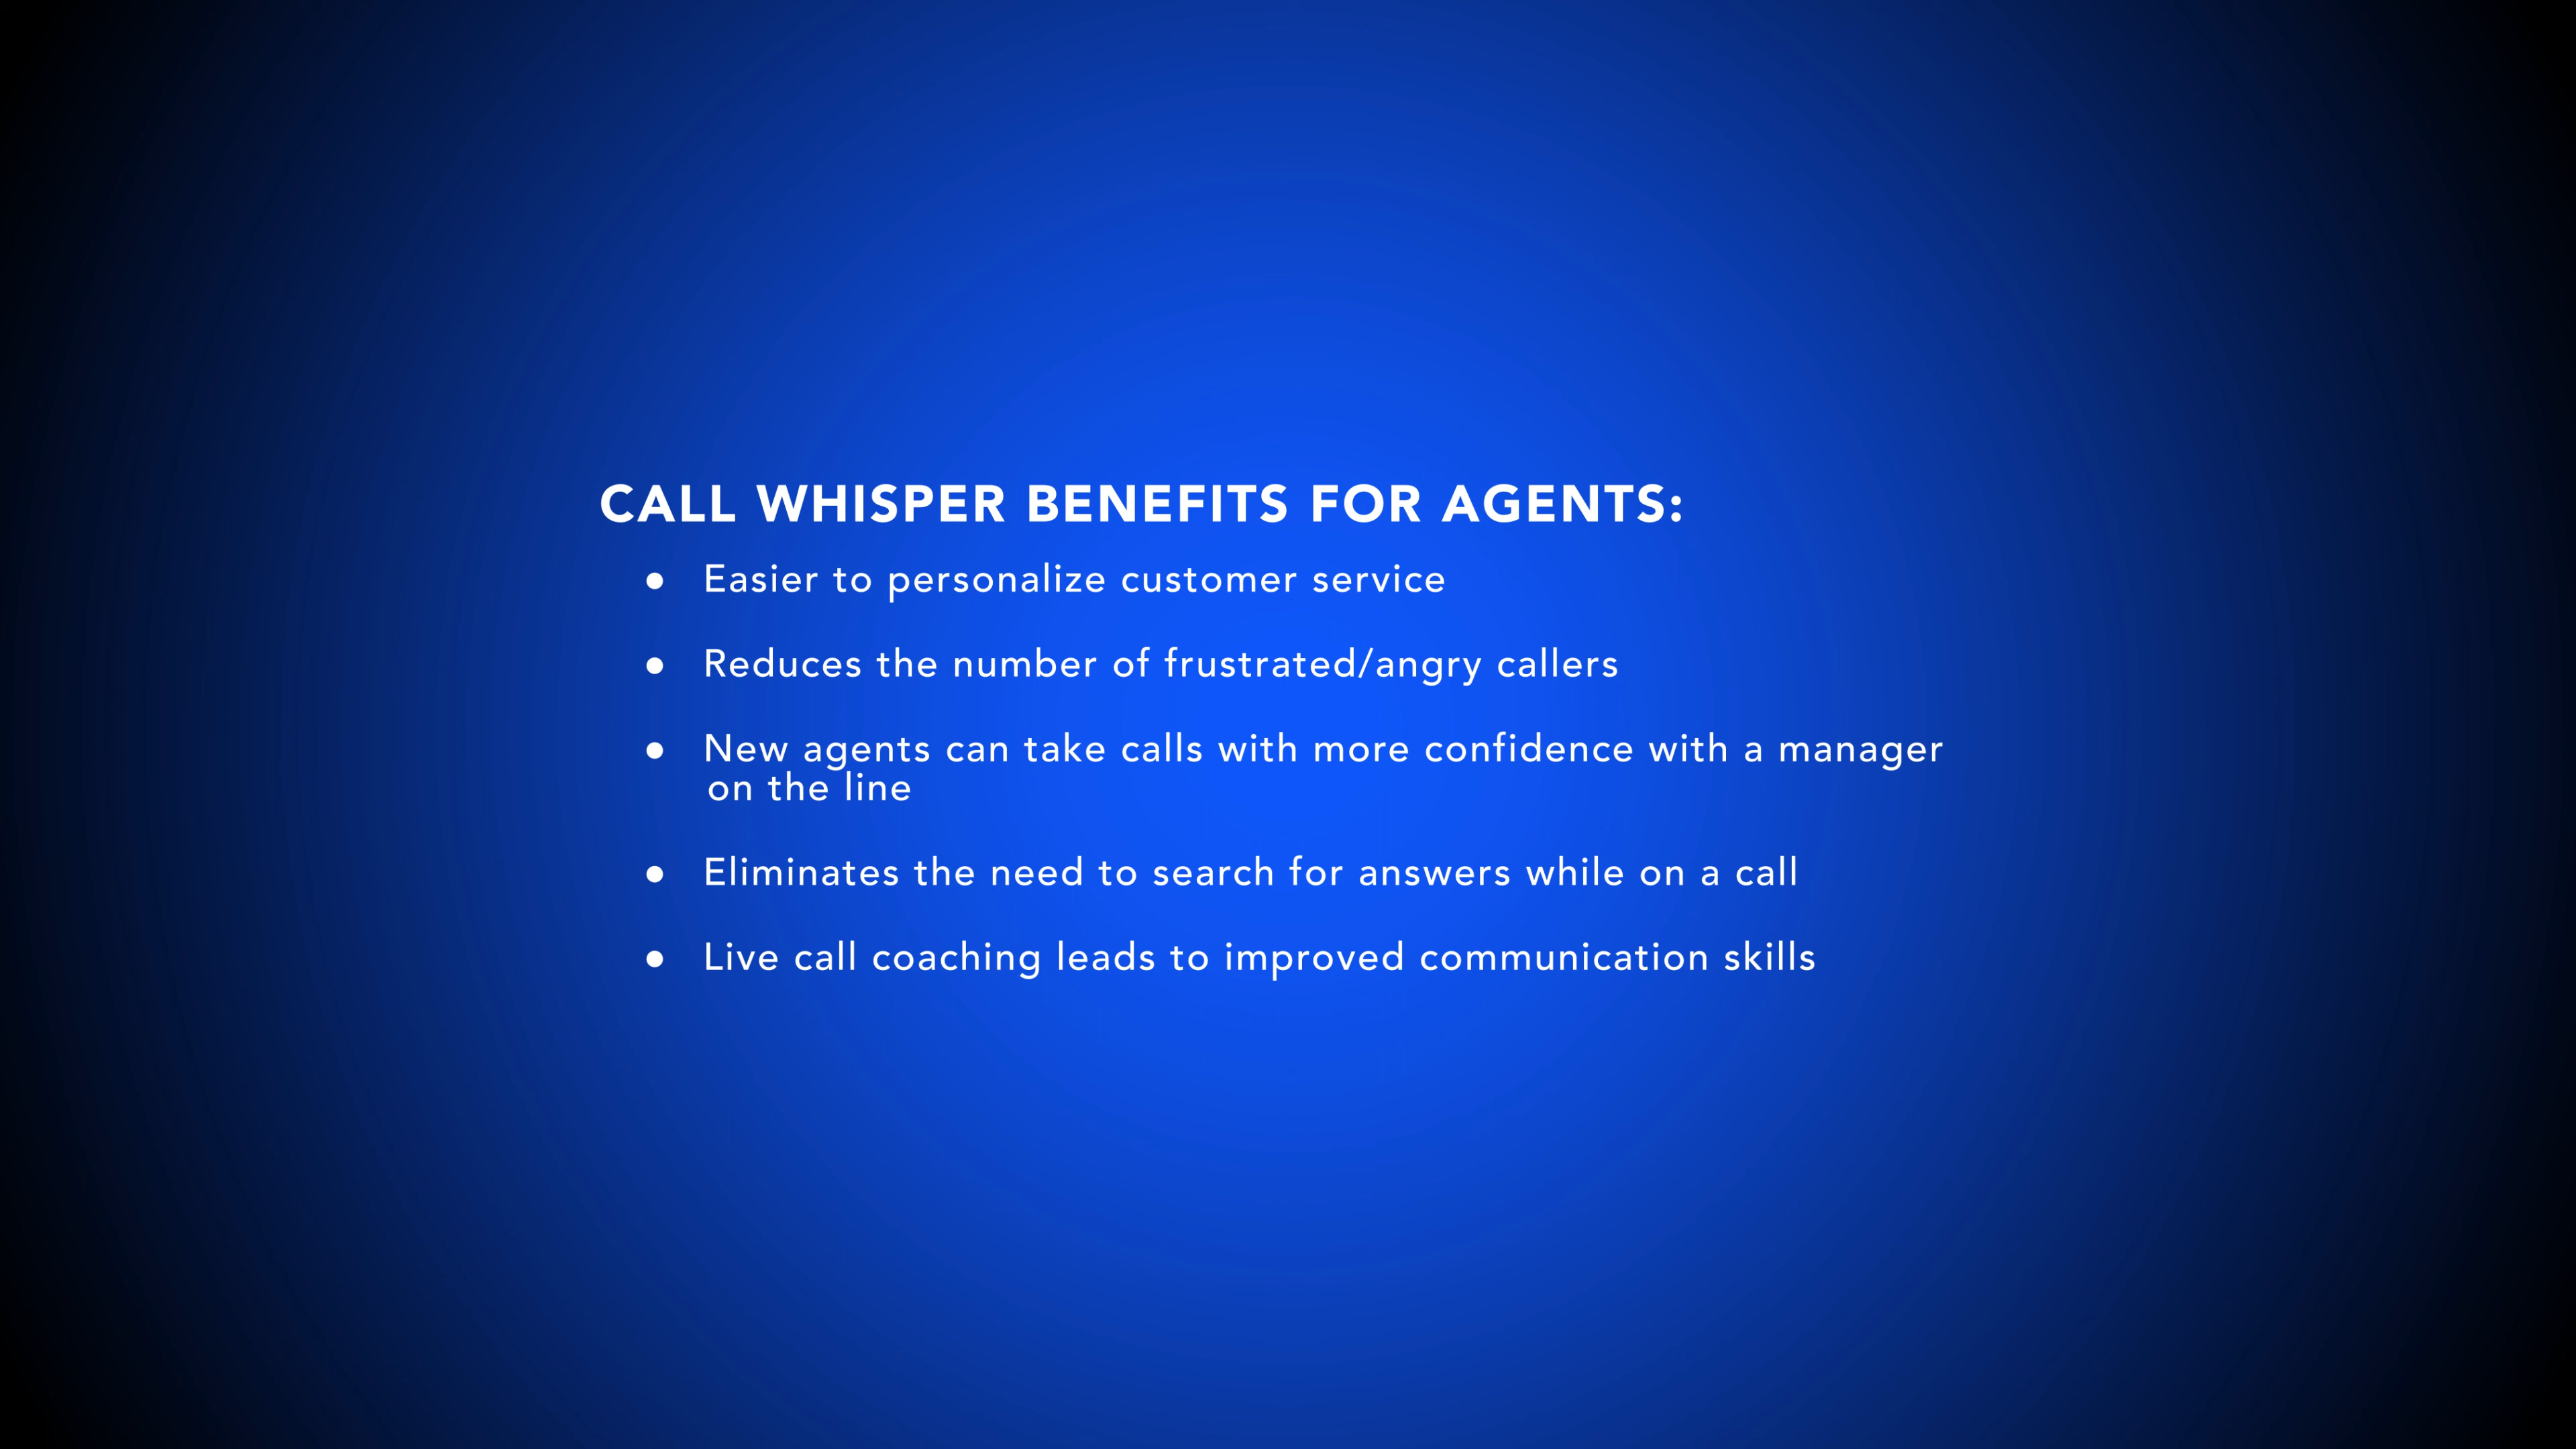 CALL WHISPER BENEFITS FOR AGENTS:
● Easier to personalize customer service
● Reduces the number of frustrated/angry callers
● New agents can take calls with more confidence with a manager
on the line
● Eliminates the need to search for answers while on a call
● Live call coaching leads to improved communication skills